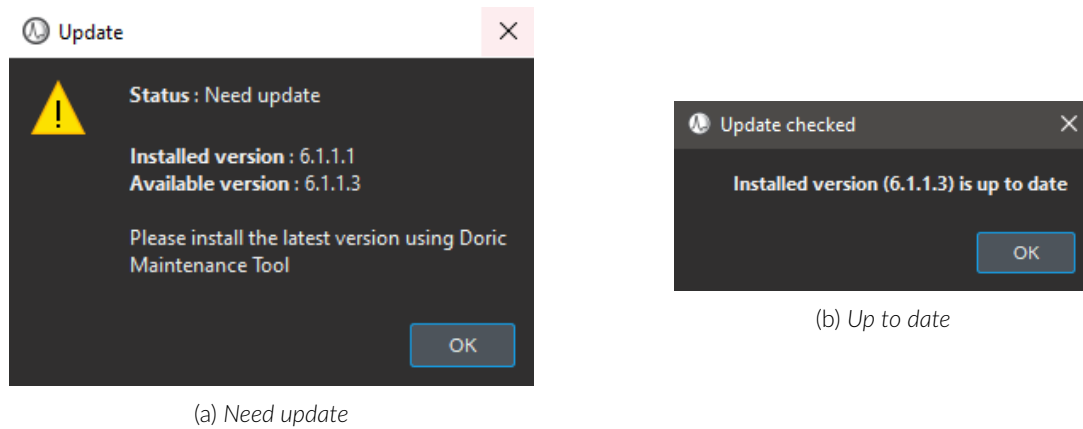 Update
Status : Need update
Installed version : 6.1.1.1
Available version : 6.1.1.3
Please install the latest version using Doric
Maintenance Tool
OK
(a) Need update
Update checked
Installed version (6.1.1.3) is up to date
OK
(b) Up to date